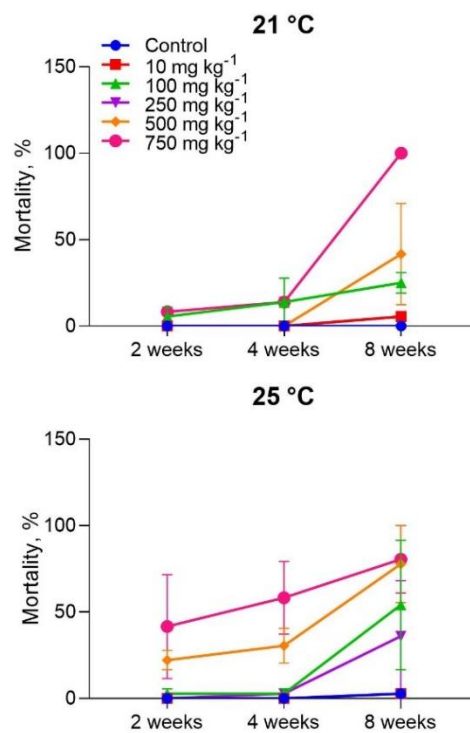 21 °C
Control
10 mg kg⁻¹
100 mg kg⁻¹
250 mg kg⁻¹
500 mg kg⁻¹
750 mg kg⁻¹
Mortality, %
150
100
50
0
2 weeks 4 weeks 8 weeks
25 °C
Mortality, %
150
100
50
0
2 weeks 4 weeks 8 weeks